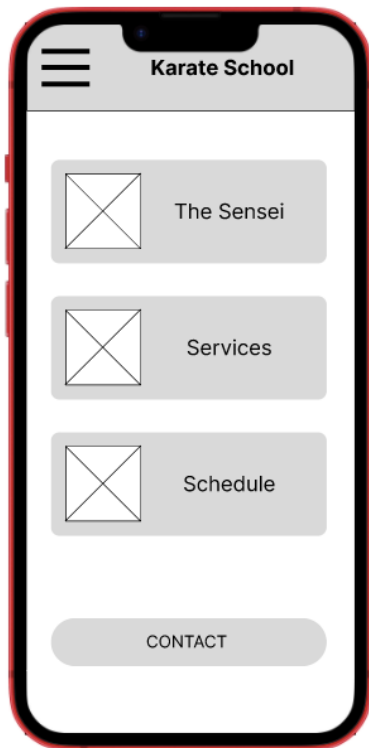 Karate School
The Sensei
Services
Schedule
CONTACT